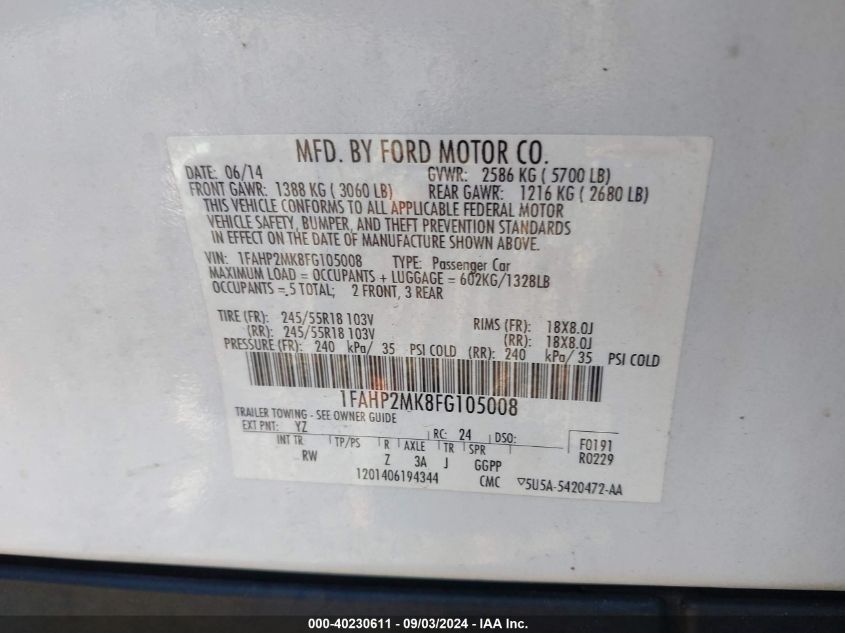 MFD. BY FORD MOTOR CO.
DATE: 06/14 GVWR: 2586 KG ( 5700 LB)
FRONT GAWR: 1388 KG ( 3060 LB) REAR GAWR: 1216 KG ( 2680 LB)
THIS VEHICLE CONFORMS TO ALL APPLICABLE FEDERAL MOTOR
VEHICLE SAFETY, BUMPER, AND THEFT PREVENTION STANDARDS
IN EFFECT ON THE DATE OF MANUFACTURE SHOWN ABOVE.
VIN: 1FAHP2MK8FG105008 TYPE: Passenger Car
MAXIMUM LOAD = OCCUPANTS + LUGGAGE = 602KG/1328LB
OCCUPANTS = 5 TOTAL; 2 FRONT, 3 REAR
TIRE (FR): 245/55R18 103V RIMS (FR): 18X8.0J
(RR): 245/55R18 103V (RR): 18X8.0J
PRESSURE (FR): 240 kPa/ 35 PSI COLD (RR): 240 kPa/ 35 PSI COLD
1FAHP2MK8FG105008
TRAILER TOWING - SEE OWNER GUIDE
EXT PNT: YZ RC: 24 DSO: F0191
INT TR TP/PS R AXLE TR SPR R0229
RW Z 3A J GGPP
1201406194344 CMC ▽5U5A-5420472-AA
000-40230611 - 09/03/2024 - IAA Inc.